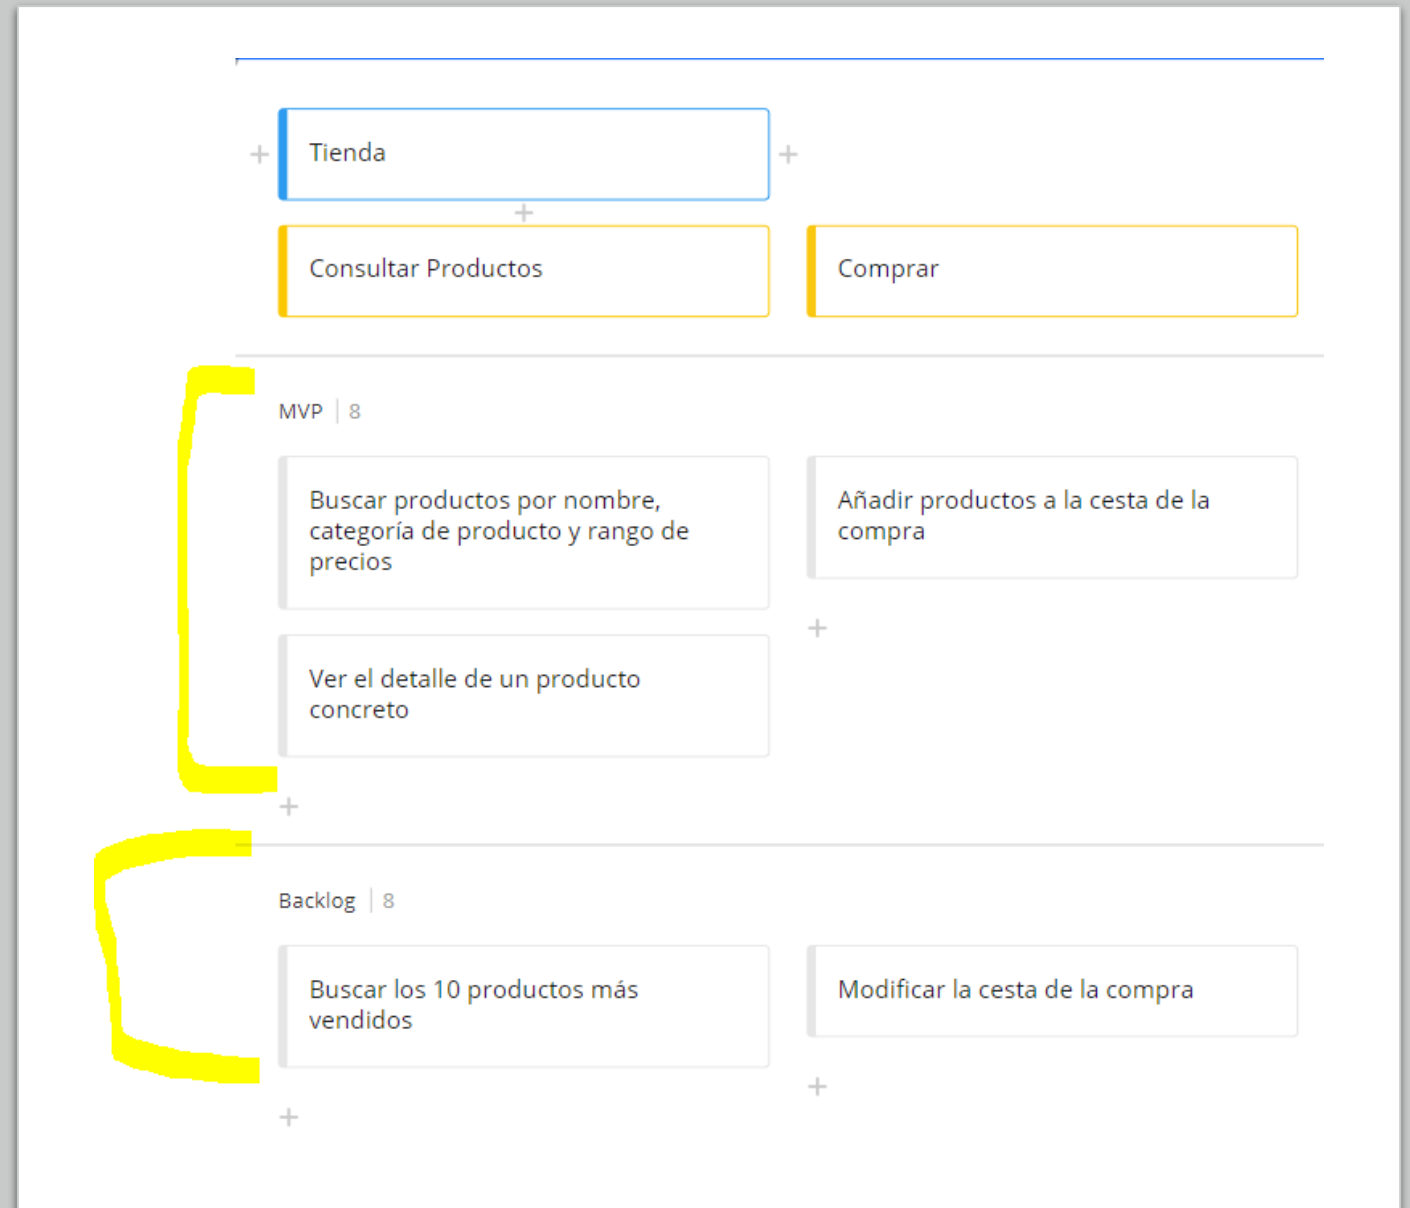 Tienda
Consultar Productos
Comprar
MVP | 8
Buscar productos por nombre,
categoría de producto y rango de
precios
Añadir productos a la cesta de la
compra
Ver el detalle de un producto
concreto
Backlog | 8
Buscar los 10 productos más
vendidos
Modificar la cesta de la compra